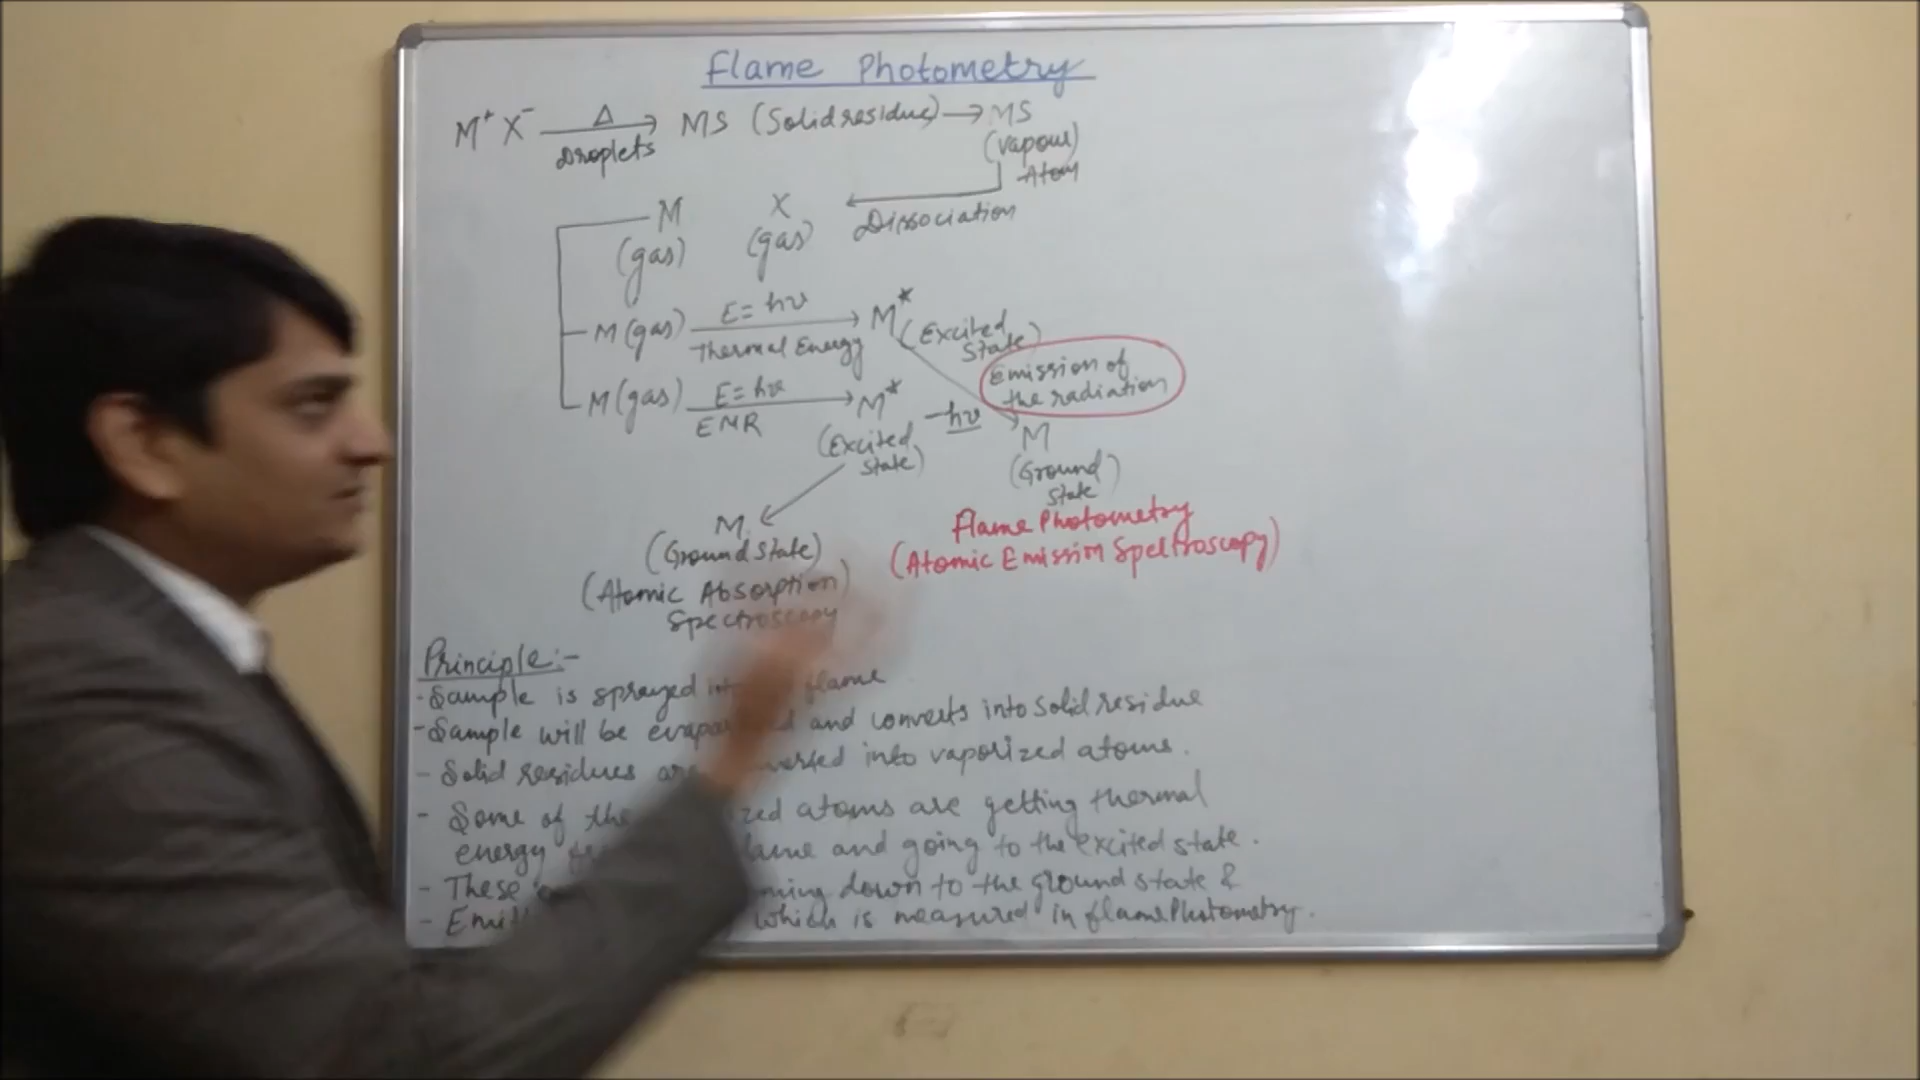 Flame Photometry
M⁺ X⁻ Δ Droplets → MS (Solid residue) → MS
(vapour)
Atom
Dissociation
M X
(gas) (gas)
M (gas) E = hν Thermal Energy → M* (Excited State)
Emission of
the radiation
M (gas) E = hν EMR → M*
(Excited
State)
-hν
M
(Ground
State
M
(Ground State)
(Atomic Absorption)
Spectroscopy
Flame Photometry
(Atomic Emission Speltroscopy)
Principle:-
- Sample is sprayed flame
- Sample will be and converts into solid residue
- Solid residues into vaporized atoms.
- Some of the atoms are getting thermal
energy and going to the excited state.
- These down to the ground state &
- which is measured in flame Photometry.